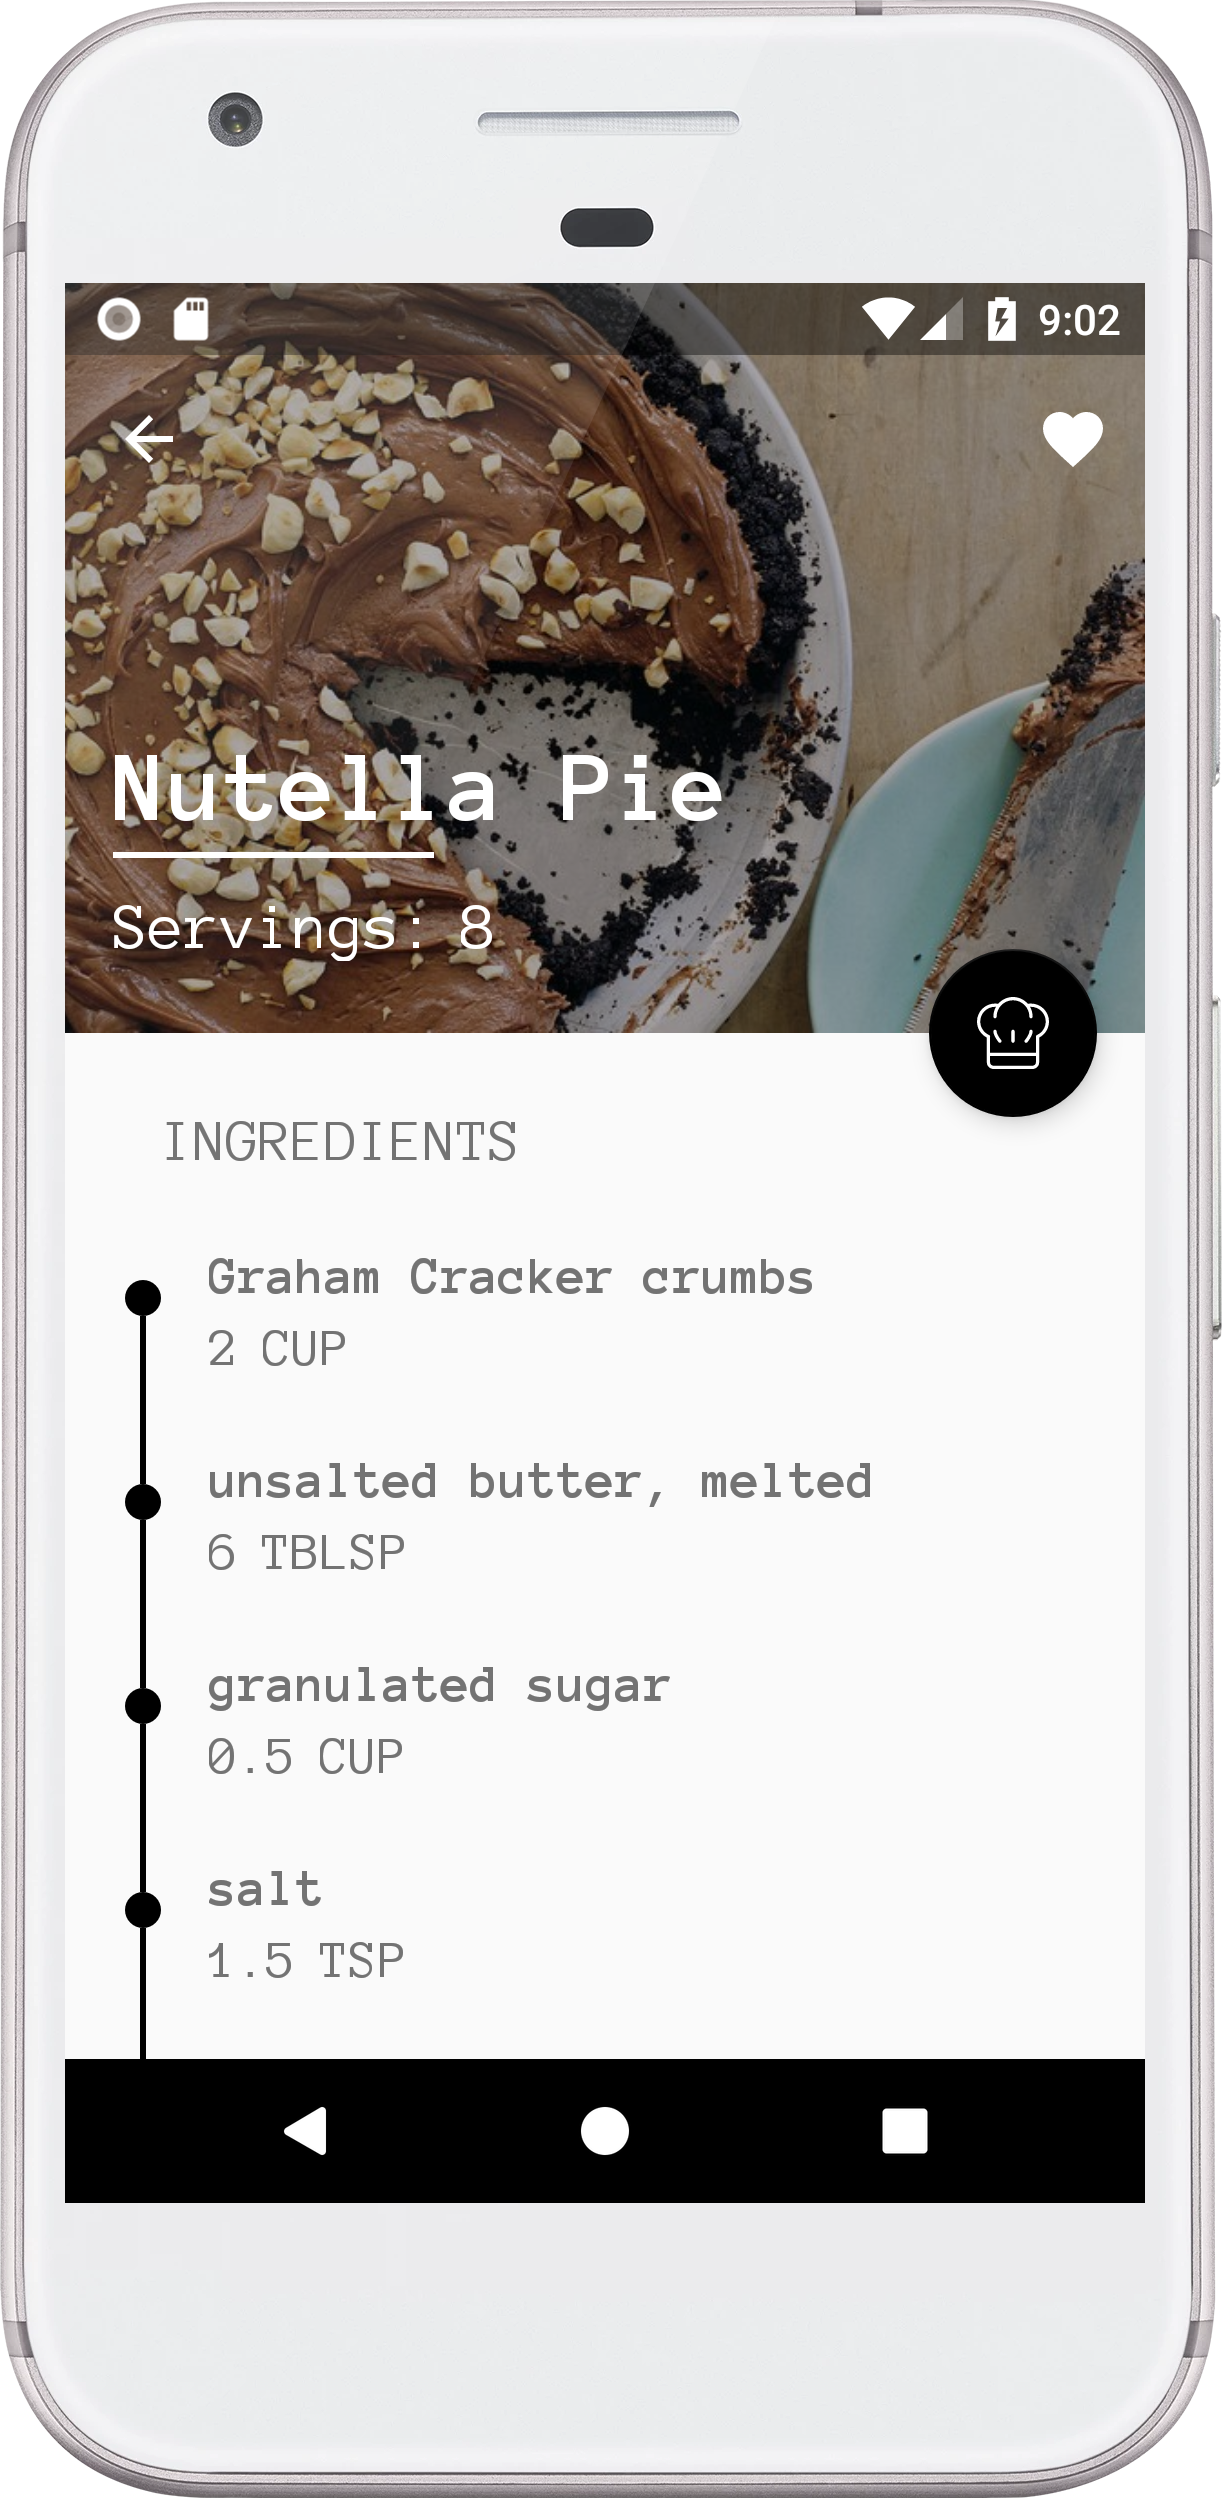 9:02
Nutella Pie
Servings: 8
INGREDIENTS
Graham Cracker crumbs
2 CUP
unsalted butter, melted
6 TBLSP
granulated sugar
0.5 CUP
salt
1.5 TSP